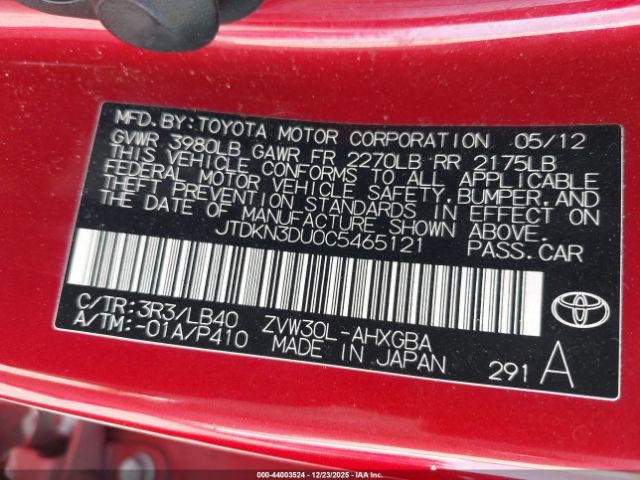 MFD.BY:TOYOTA MOTOR CORPORATION 05/12
GVWR 3980LB GAWR FR 2270LB RR 2175LB
THIS VEHICLE CONFORMS TO ALL APPLICABLE
FEDERAL MOTOR VEHICLE SAFETY,BUMPER,AND
THEFT PREVENTION STANDARDS IN EFFECT ON
THE DATE OF MANUFACTURE SHOWN ABOVE.
JTDKN3DU0C5465121 PASS.CAR
C/TR:3R3/LB40 ZVW30L-AHXGBA
A/TM:-01A/P410 MADE IN JAPAN
291 A
TOYOTA
IAA
000-44003524 | 12/23/2025 - IAAI.com